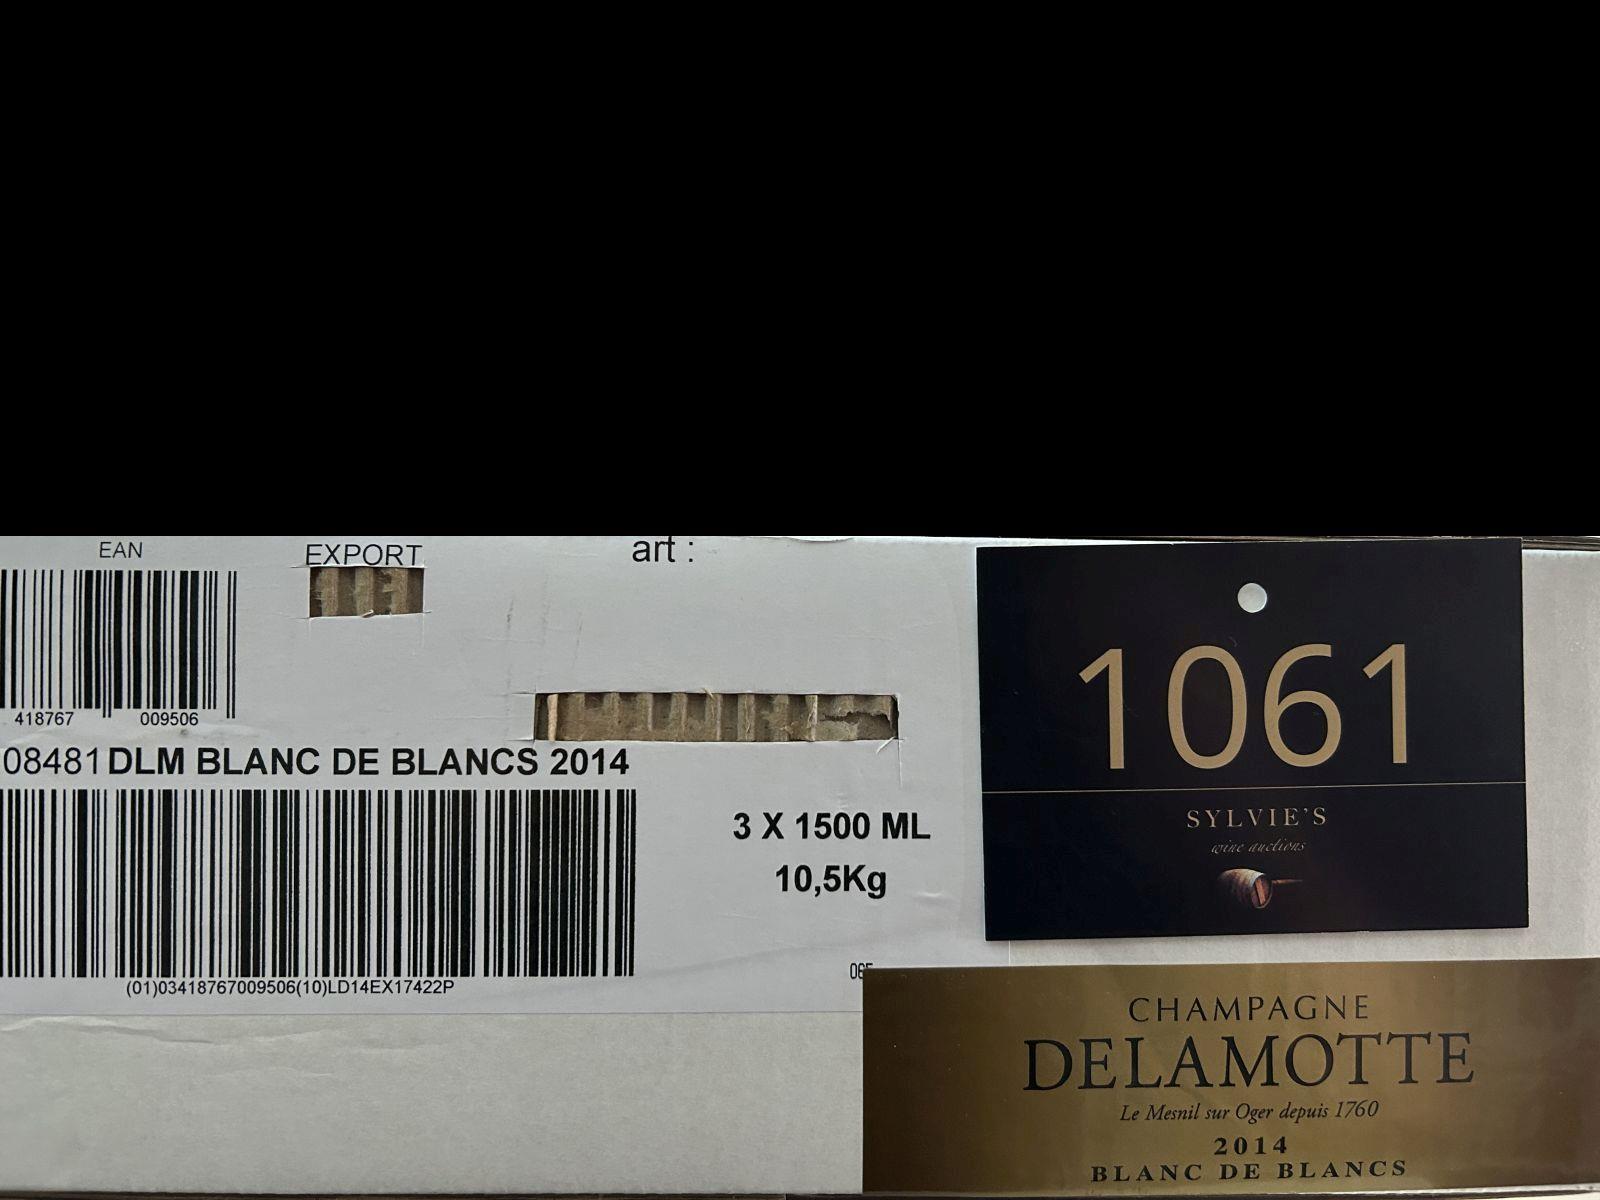 EAN
EXPORT
art :
418767 009506
08481 DLM BLANC DE BLANCS 2014
3 X 1500 ML
10,5Kg
(01)03418767009506(10)LD14EX17422P
1061
SYLVIE'S
wine auctions
CHAMPAGNE
DELAMOTTE
Le Mesnil sur Oger depuis 1760
2014
BLANC DE BLANCS